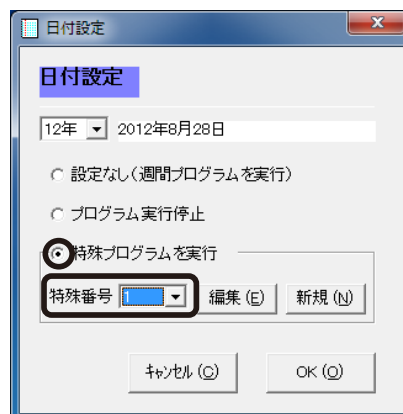 日付設定
日付設定
12年 2012年8月28日
設定なし(週間プログラムを実行)
プログラム実行停止
特殊プログラムを実行
特殊番号 1 編集(E) 新規(N)
キャンセル(C) OK(O)